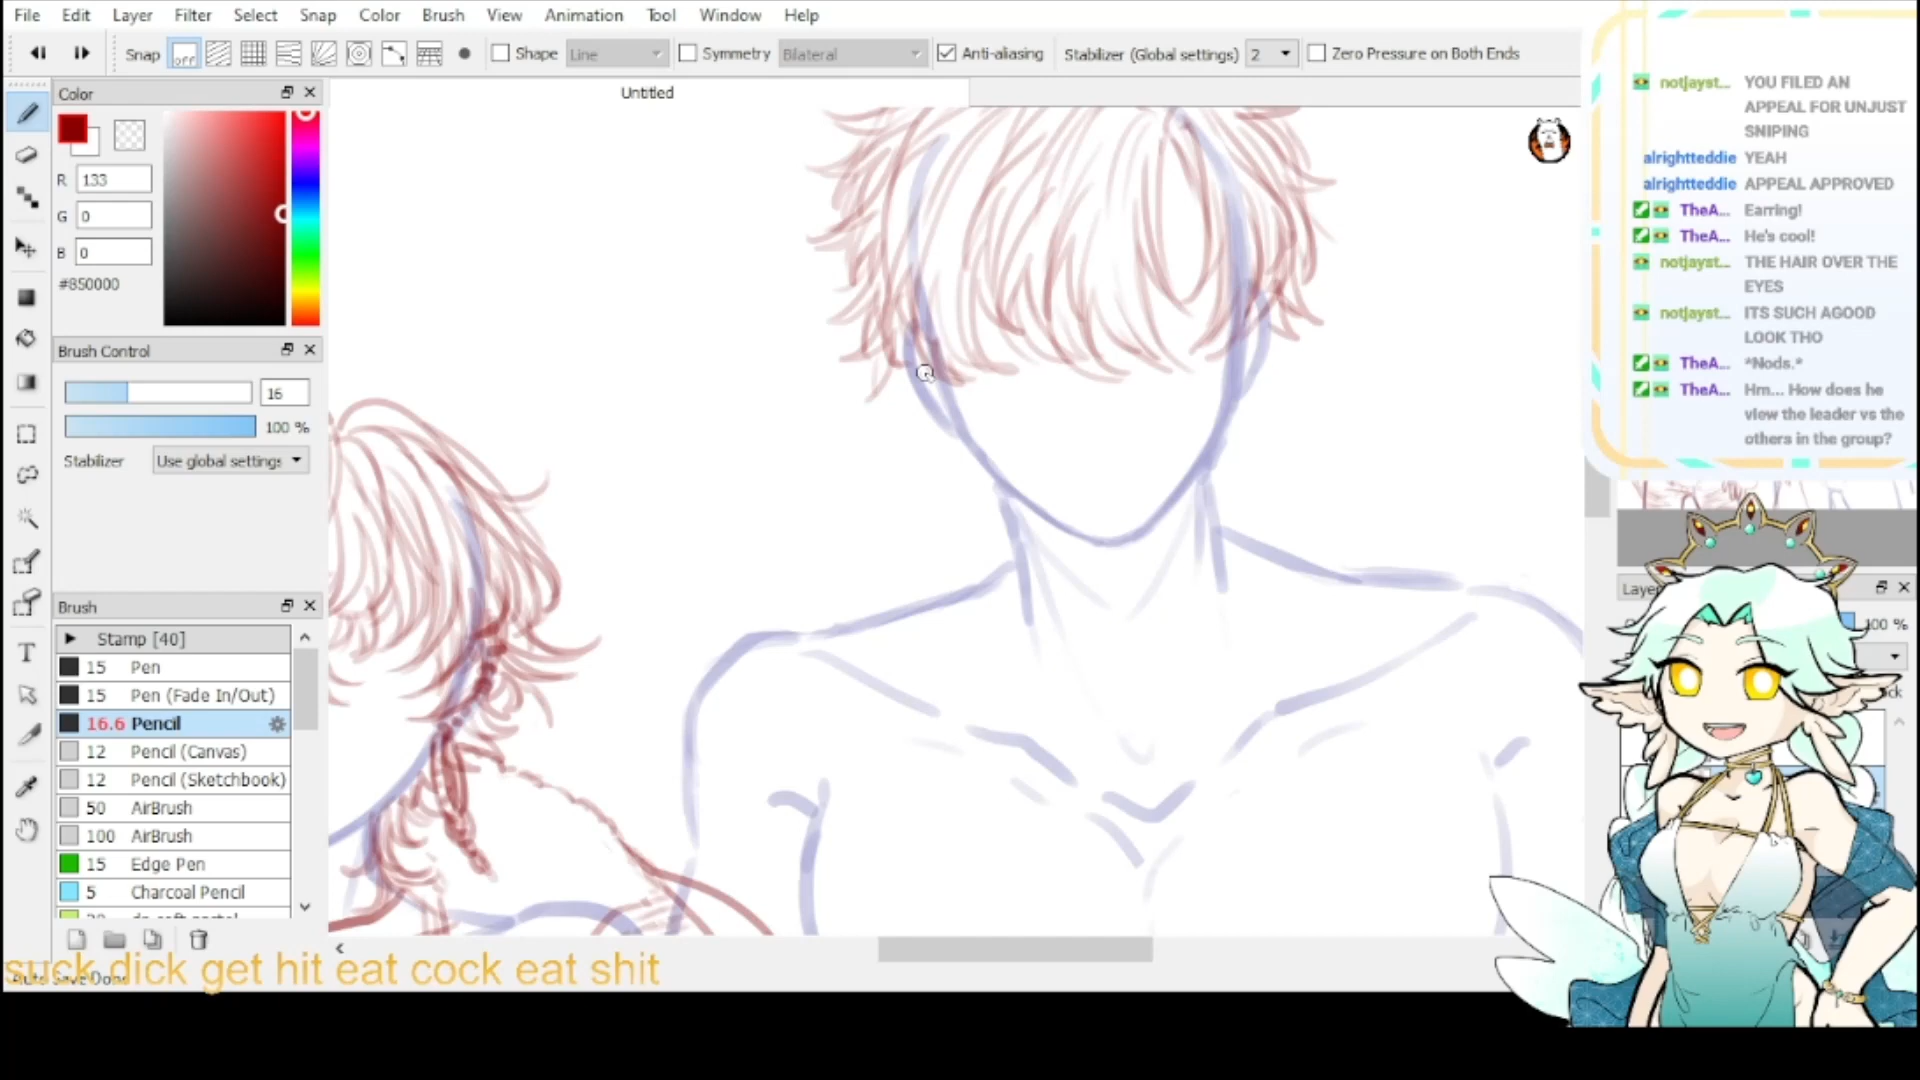 File Edit Layer Filter Select Snap Color Brush View Animation Tool Window Help
Snap off Shape Line Symmetry Bilateral Anti-aliasing Stabilizer (Global settings) 2 Zero Pressure on Both Ends
Color
Untitled
R 133
G 0
B 0
#850000
Brush Control
16
100 %
Stabilizer Use global settings
Brush
Stamp [40]
15 Pen
15 Pen (Fade In/Out)
16.6 Pencil
12 Pencil (Canvas)
12 Pencil (Sketchbook)
50 AirBrush
100 AirBrush
15 Edge Pen
5 Charcoal Pencil
suck dick get hit eat cock eat shit
notjayst... YOU FILED AN
APPEAL FOR UNJUST
SNIPING
alrightteddie YEAH
alrightteddie APPEAL APPROVED
TheA... Earring!
TheA... He's cool!
notjayst... THE HAIR OVER THE
EYES
notjayst... ITS SUCH AGOOD
LOOK THO
TheA... *Nods.*
TheA... Hm... How does he
view the leader vs the
others in the group?
100 %